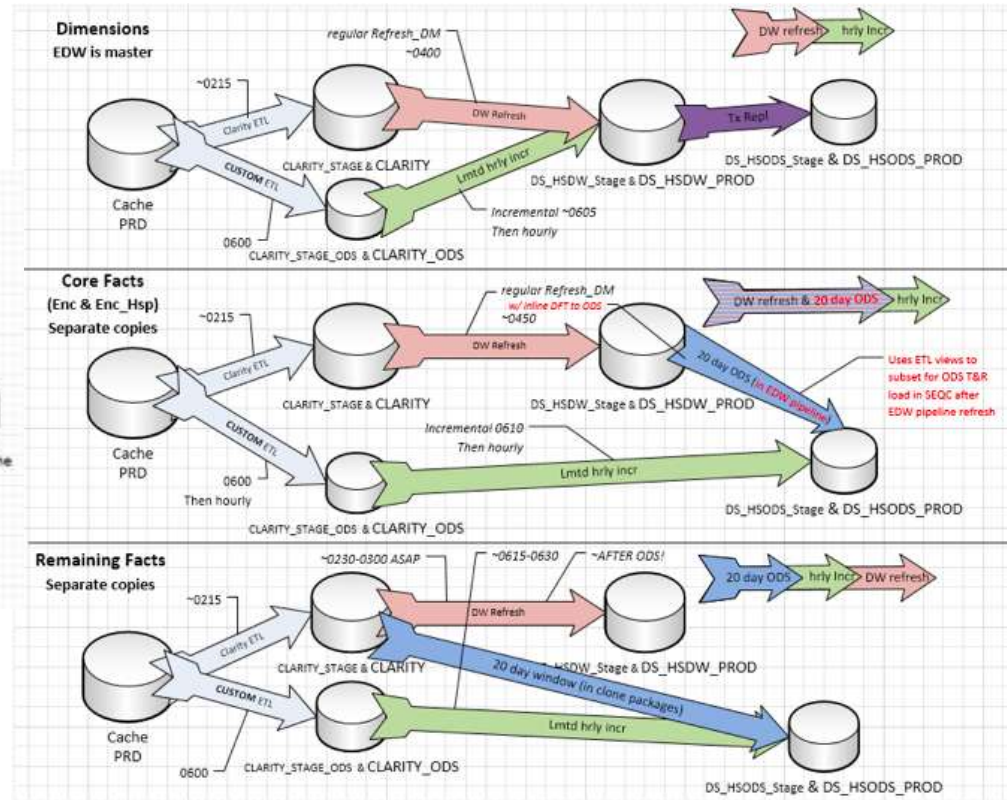 Dimensions
EDW is master
regular Refresh_DM
~0400
DW refresh
hrly Incr
~0215
Clarity ETL
DW Refresh
Tx Repl
CUSTOM ETL
CLARITY_STAGE & CLARITY
Lmtd hrly incr
DS_HSDW_Stage & DS_HSDW_PROD
DS_HSODS_Stage & DS_HSODS_PROD
Cache
PRD
Incremental ~0605
Then hourly
0600
CLARITY_STAGE_ODS & CLARITY_ODS
Core Facts
(Enc & Enc_Hsp)
Separate copies
regular Refresh_DM
w/ inline DFT to ODS
~0450
DW refresh & 20 day ODS
hrly Incr
~0215
Clarity ETL
DW Refresh
20 day ODS (in EDW pipeline)
Uses ETL views to
subset for ODS T&R
load in SEQC after
EDW pipeline refresh
CLARITY_STAGE & CLARITY
DS_HSDW_Stage & DS_HSDW_PROD
CUSTOM ETL
Incremental 0610
Then hourly
Cache
PRD
0600
Then hourly
Lmtd hrly incr
DS_HSODS_Stage & DS_HSODS_PROD
CLARITY_STAGE_ODS & CLARITY_ODS
Remaining Facts
Separate copies
~0230-0300 ASAP
~0615-0630
~AFTER ODS!
20 day ODS
hrly Incr
DW refresh
~0215
Clarity ETL
DW Refresh
CLARITY_STAGE & CLARITY
_HSDW_Stage & DS_HSDW_PROD
20 day window (in clone packages)
CUSTOM ETL
Lmtd hrly incr
Cache
PRD
0600
CLARITY_STAGE_ODS & CLARITY_ODS
DS_HSODS_Stage & DS_HSODS_PROD